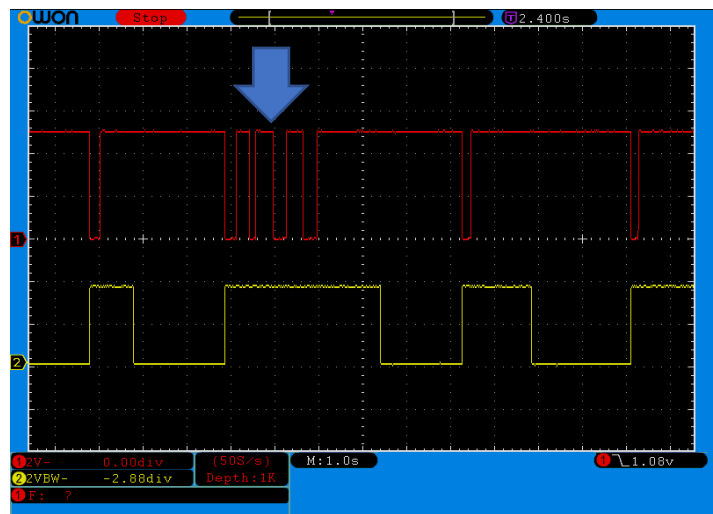 owon Stop T 2.400s
1
2
1 2V~ 0.00div (50S/s) M:1.0s 1 1.08v
2 2VBW~ -2.88div Depth:1K
1 F: ?